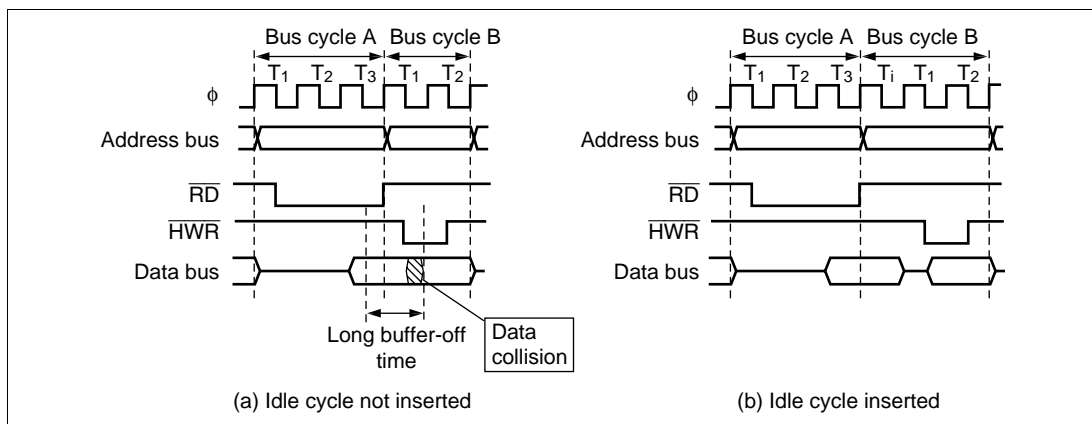 Bus cycle A Bus cycle B
T1 T2 T3 T1 T2
ϕ
Address bus
RD
HWR
Data bus
Long buffer-off
time
Data
collision
(a) Idle cycle not inserted
Bus cycle A Bus cycle B
T1 T2 T3 Ti T1 T2
ϕ
Address bus
RD
HWR
Data bus
(b) Idle cycle inserted